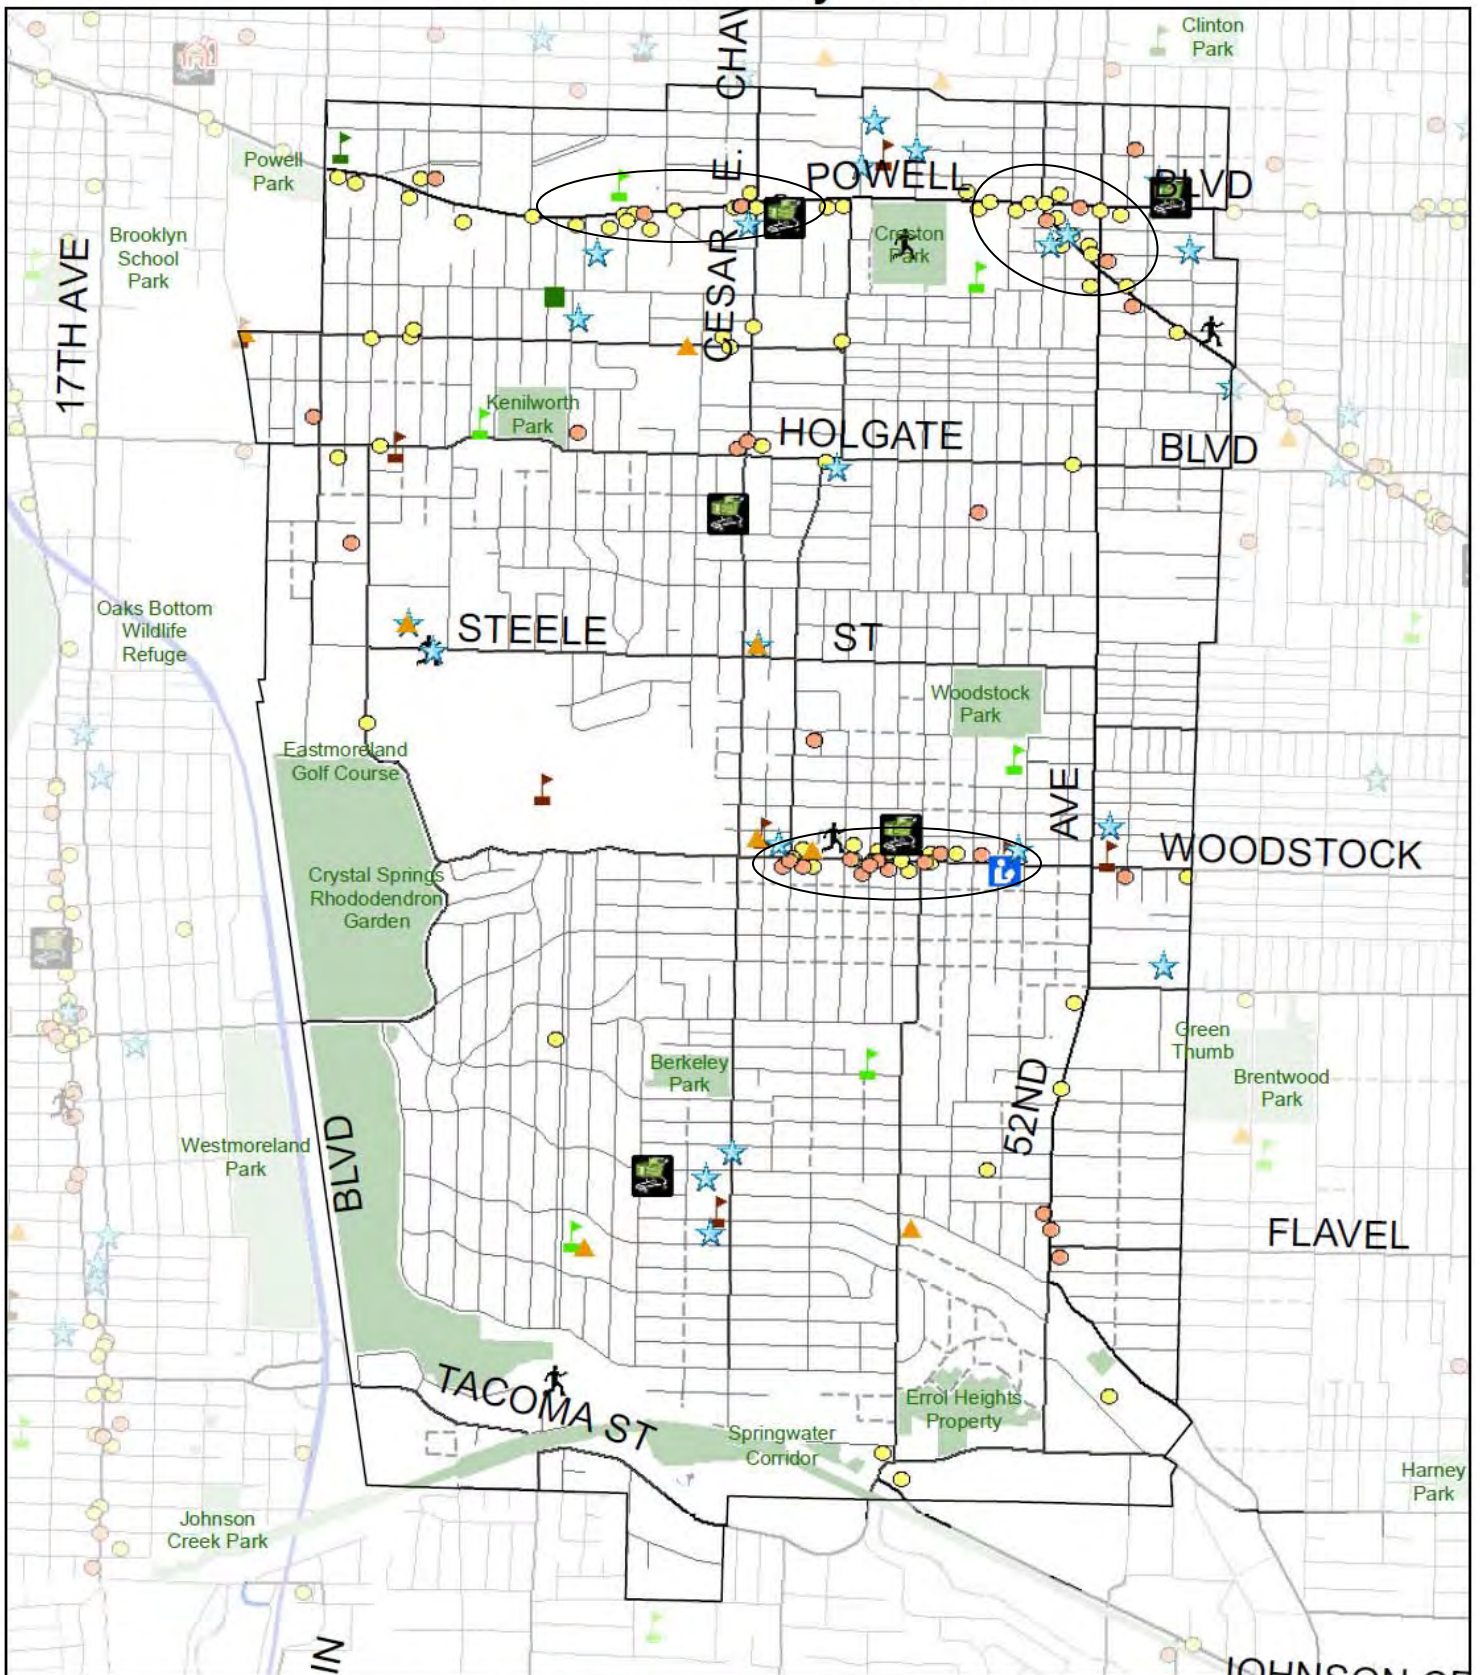 Clinton
Park
E. CHAV
Powell
Park
POWELL
BLVD
Brooklyn
School
Park
17TH AVE
Creston
Park
CESAR
Kenilworth
Park
HOLGATE
BLVD
Oaks Bottom
Wildlife
Refuge
STEELE
ST
Woodstock
Park
Eastmoreland
Golf Course
AVE
WOODSTOCK
Crystal Springs
Rhododendron
Garden
Green
Thumb
Berkeley
Park
Brentwood
Park
52ND
Westmoreland
Park
BLVD
FLAVEL
TACOMA ST
Errol Heights
Property
Springwater
Corridor
Harney
Park
Johnson
Creek Park
IN